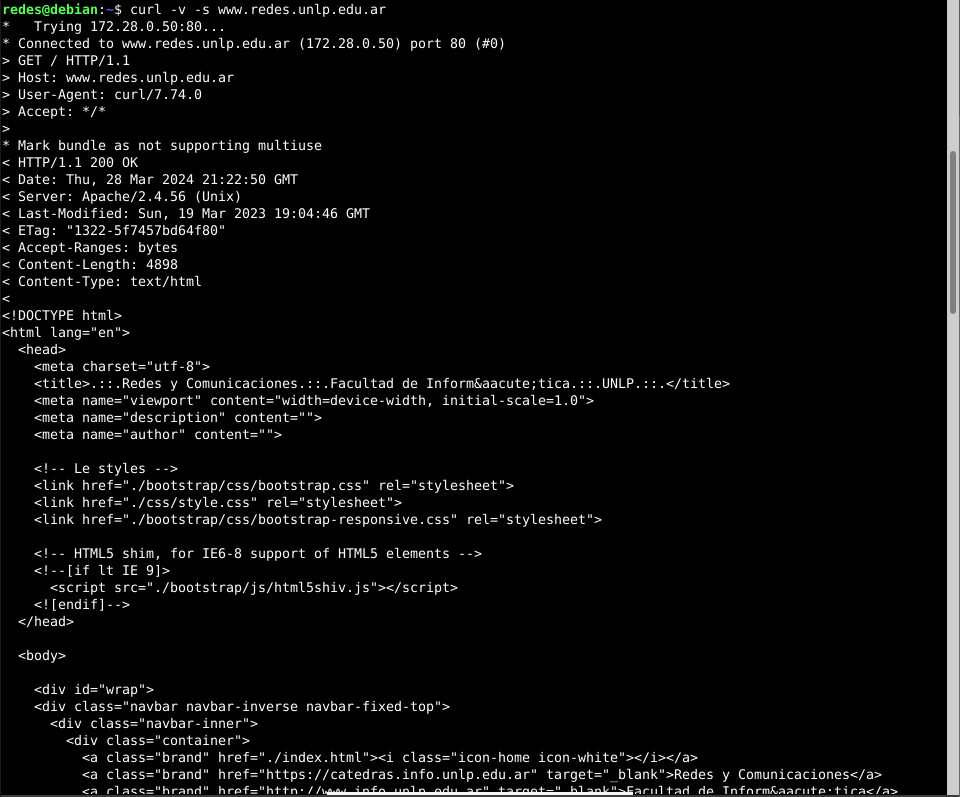 redes@debian:~$ curl -v -s www.redes.unlp.edu.ar
*   Trying 172.28.0.50:80...
* Connected to www.redes.unlp.edu.ar (172.28.0.50) port 80 (#0)
> GET / HTTP/1.1
> Host: www.redes.unlp.edu.ar
> User-Agent: curl/7.74.0
> Accept: */*
>
* Mark bundle as not supporting multiuse
< HTTP/1.1 200 OK
< Date: Thu, 28 Mar 2024 21:22:50 GMT
< Server: Apache/2.4.56 (Unix)
< Last-Modified: Sun, 19 Mar 2023 19:04:46 GMT
< ETag: "1322-5f7457bd64f80"
< Accept-Ranges: bytes
< Content-Length: 4898
< Content-Type: text/html
<
<!DOCTYPE html>
<html lang="en">
  <head>
    <meta charset="utf-8">
    <title>.::.Redes y Comunicaciones.::.Facultad de Inform&aacute;tica.::.UNLP.::.</title>
    <meta name="viewport" content="width=device-width, initial-scale=1.0">
    <meta name="description" content="">
    <meta name="author" content="">

    <!-- Le styles -->
    <link href="./bootstrap/css/bootstrap.css" rel="stylesheet">
    <link href="./css/style.css" rel="stylesheet">
    <link href="./bootstrap/css/bootstrap-responsive.css" rel="stylesheet">

    <!-- HTML5 shim, for IE6-8 support of HTML5 elements -->
    <!--[if lt IE 9]>
      <script src="./bootstrap/js/html5shiv.js"></script>
    <![endif]-->
  </head>

  <body>

    <div id="wrap">
    <div class="navbar navbar-inverse navbar-fixed-top">
      <div class="navbar-inner">
        <div class="container">
          <a class="brand" href="./index.html"><i class="icon-home icon-white"></i></a>
          <a class="brand" href="https://catedras.info.unlp.edu.ar" target="_blank">Redes y Comunicaciones</a>
          <a class="brand" href="http://www.info.unlp.edu.ar" target="_blank">Facultad de Inform&aacute;tica</a>